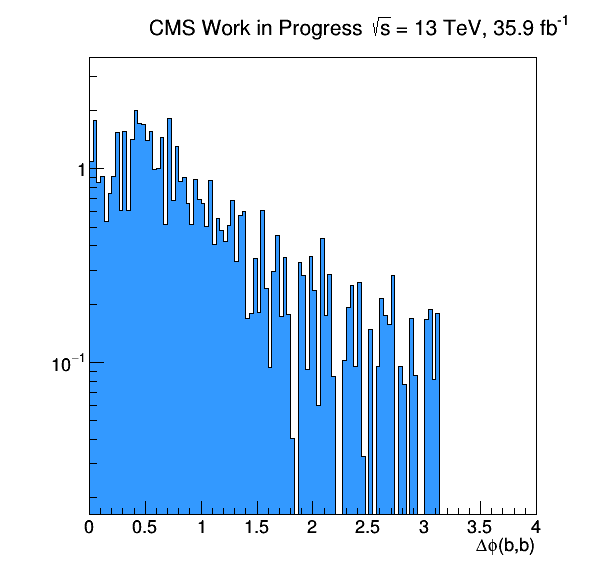 CMS Work in Progress √s = 13 TeV, 35.9 fb⁻¹
1
10⁻¹
0 0.5 1 1.5 2 2.5 3 3.5 4
Δϕ(b,b)